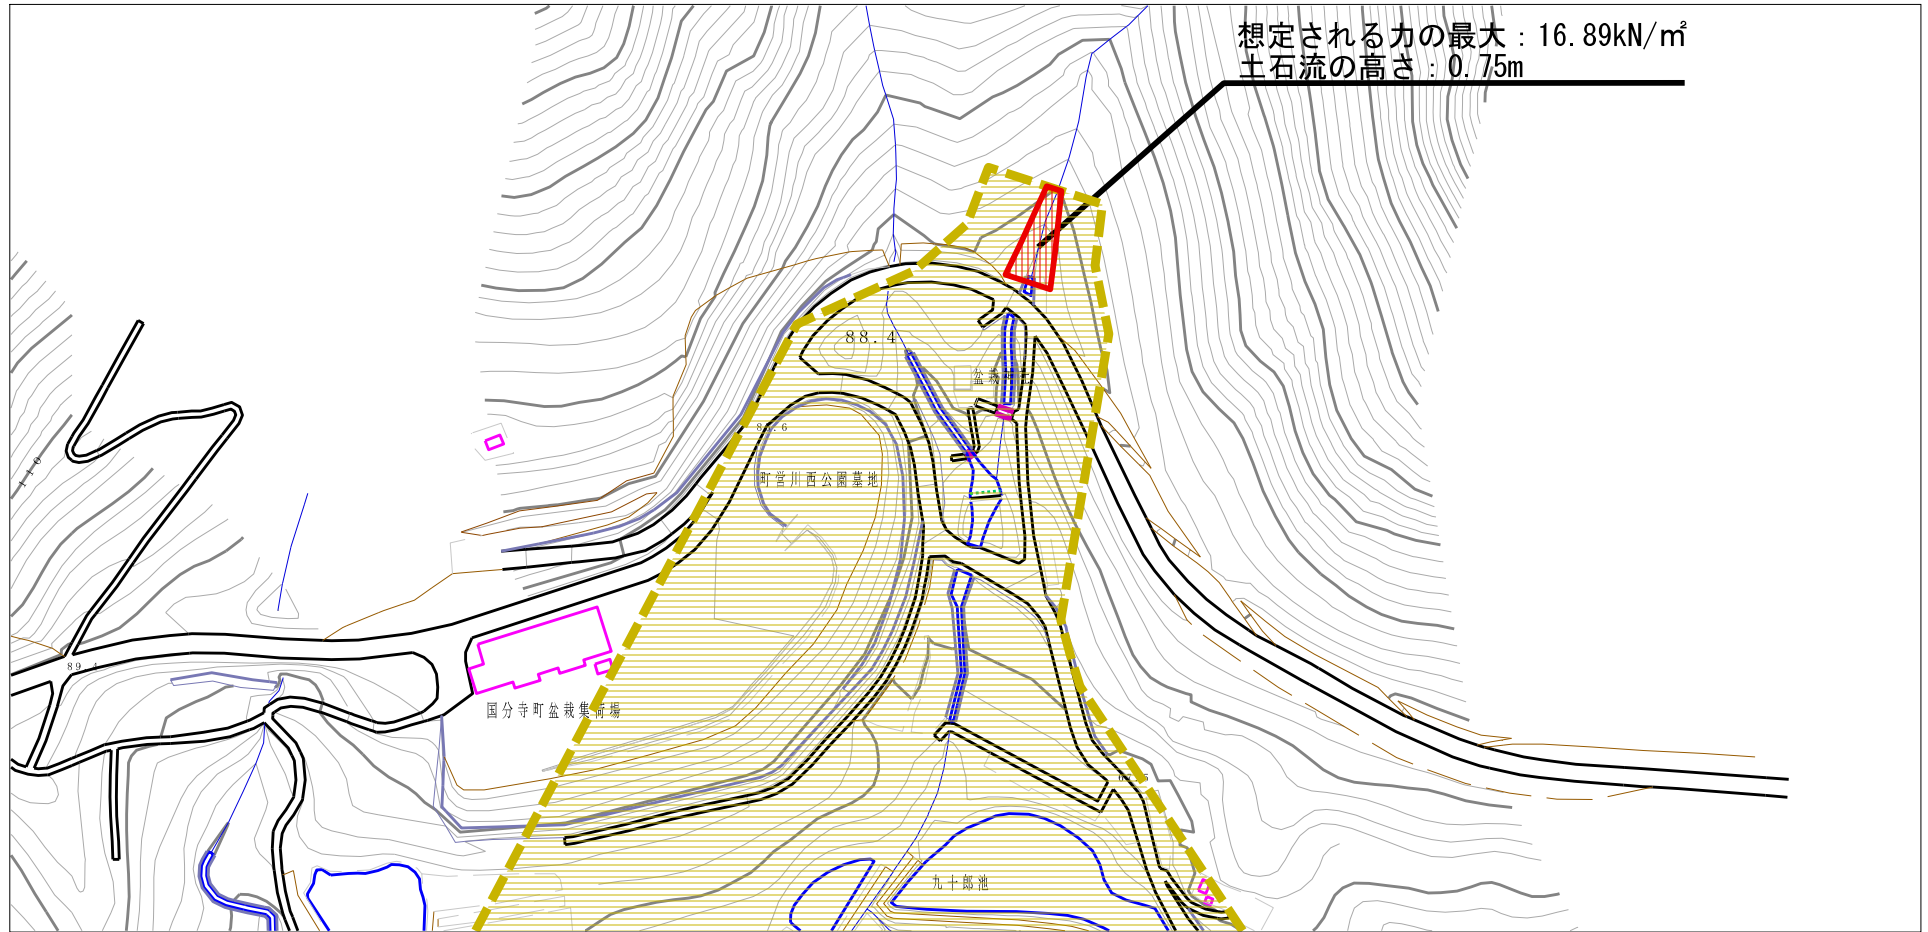 想定される力の最大：16.89kN/㎡
土石流の高さ：0.75m
88.4
町営川西公園墓地
110
89.4
国分寺町盆栽集荷場
九十郎池